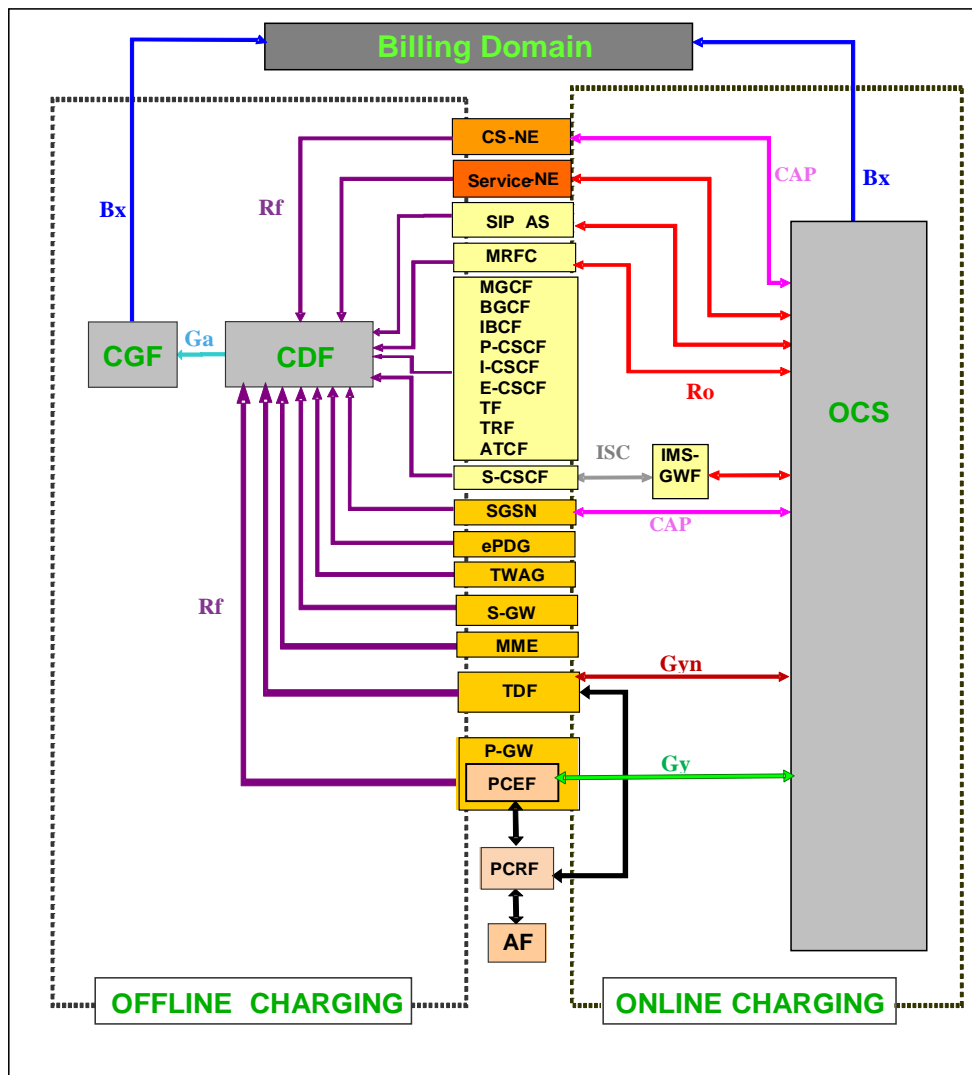 Billing Domain
CS-NE
CAP
Service-NE
Bx
Rf
Bx
SIP AS
MRFC
MGCF
BGCF
IBCF
P-CSCF
I-CSCF
E-CSCF
TF
TRF
ATCF
CGF
Ga
CDF
Ro
OCS
ISC
IMS-
GWF
S-CSCF
SGSN
CAP
ePDG
TWAG
Rf
S-GW
MME
Gyn
TDF
P-GW
Gy
PCEF
PCRF
AF
OFFLINE CHARGING
ONLINE CHARGING